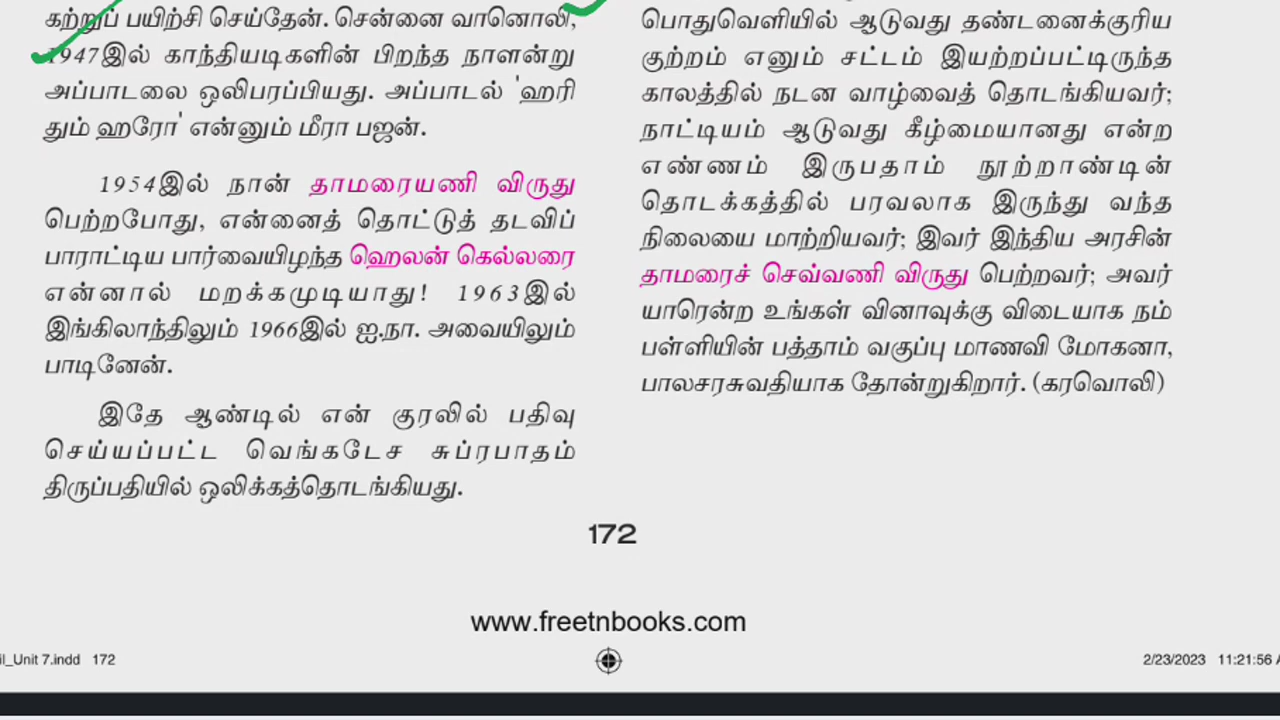 கற்றுப் பயிற்சி செய்தேன். சென்னை வானொலி,
1947இல் காந்தியடிகளின் பிறந்த நாளன்று
அப்பாடலை ஒலிபரப்பியது. அப்பாடல் 'ஹரி
தும் ஹரோ' என்னும் மீரா பஜன்.
1954இல் நான் தாமரையணி விருது
பெற்றபோது, என்னைத் தொட்டுத் தடவிப்
பாராட்டிய பார்வையிழந்த ஹெலன் கெல்லரை
என்னால் மறக்கமுடியாது! 1963இல்
இங்கிலாந்திலும் 1966இல் ஐ.நா. அவையிலும்
பாடினேன்.
இதே ஆண்டில் என் குரலில் பதிவு
செய்யப்பட்ட வெங்கடேச சுப்ரபாதம்
திருப்பதியில் ஒலிக்கத்தொடங்கியது.
பொதுவெளியில் ஆடுவது தண்டனைக்குரிய
குற்றம் எனும் சட்டம் இயற்றப்பட்டிருந்த
காலத்தில் நடன வாழ்வைத் தொடங்கியவர்;
நாட்டியம் ஆடுவது கீழ்மையானது என்ற
எண்ணம் இருபதாம் நூற்றாண்டின்
தொடக்கத்தில் பரவலாக இருந்து வந்த
நிலையை மாற்றியவர்; இவர் இந்திய அரசின்
தாமரைச் செவ்வணி விருது பெற்றவர்; அவர்
யாரென்ற உங்கள் வினாவுக்கு விடையாக நம்
பள்ளியின் பத்தாம் வகுப்பு மாணவி மோகனா,
பாலசரசுவதியாக தோன்றுகிறார். (கரவொலி)
172
www.freetnbooks.com
il_Unit 7.indd 172
2/23/2023 11:21:56 A